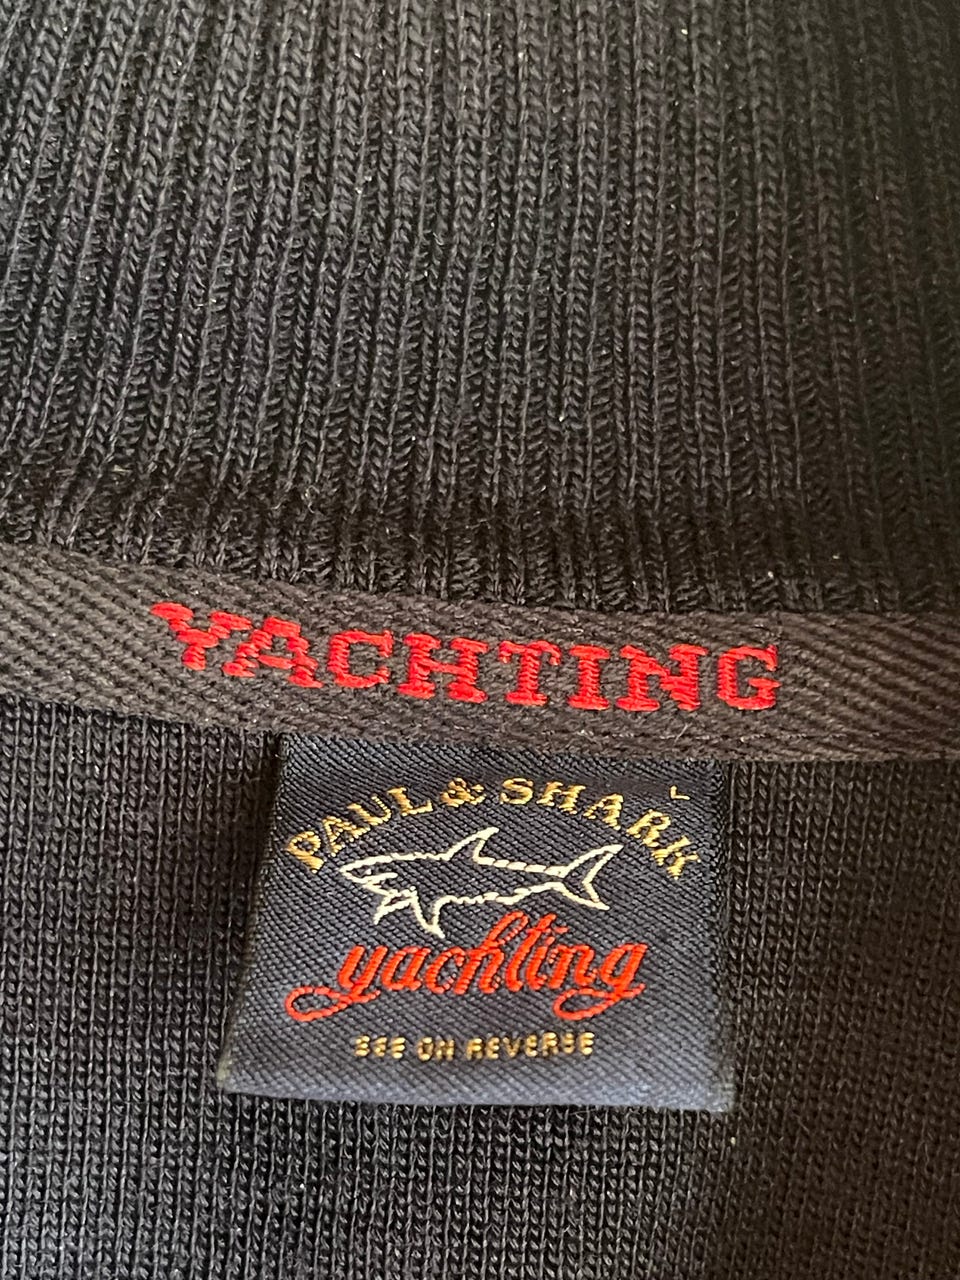 YACHTING
PAUL & SHARK
L
yachting
SEE ON REVERSE